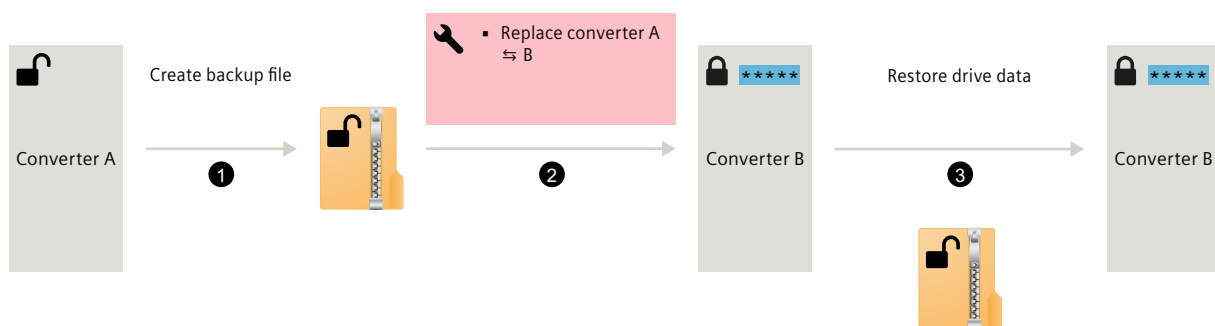 Converter A
Create backup file
1
▪ Replace converter A
⇆ B
2
*****
Converter B
Restore drive data
3
*****
Converter B